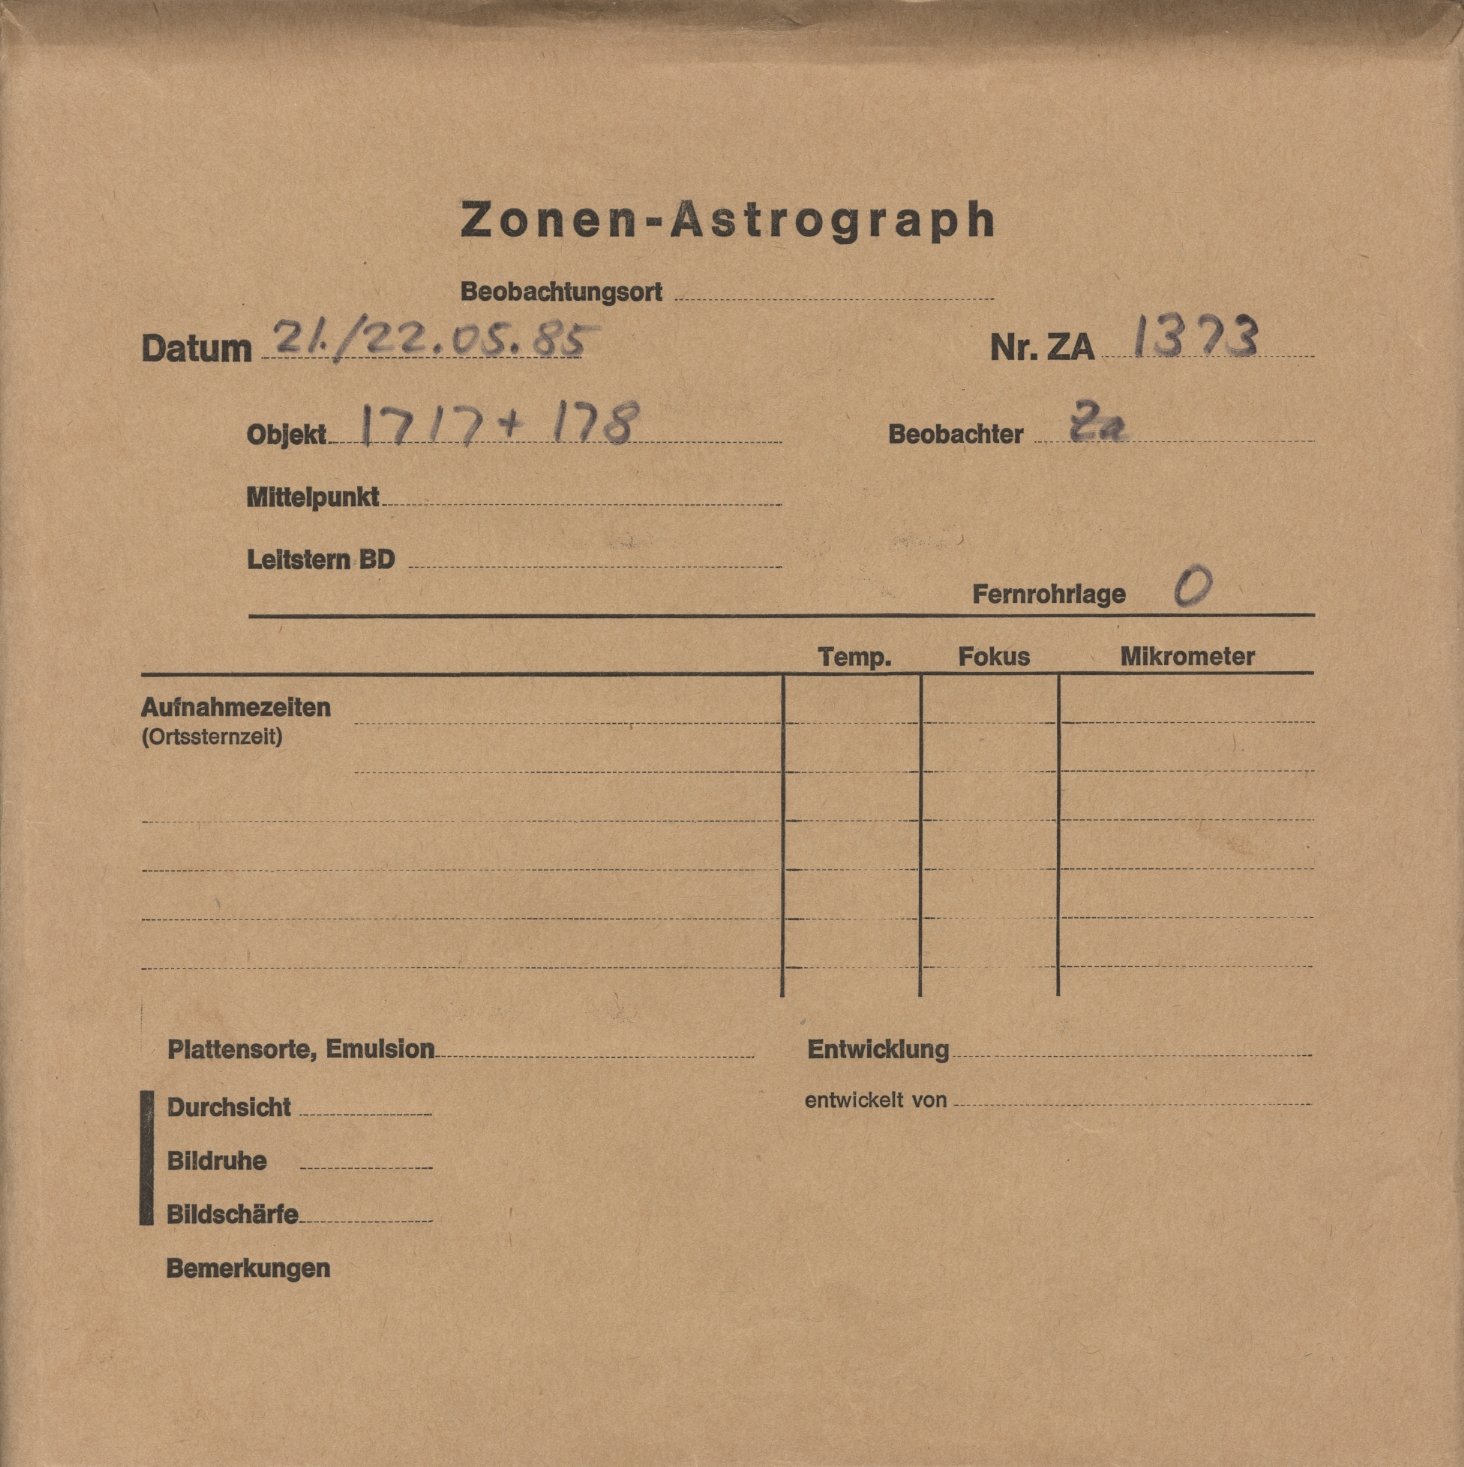 Zonen-Astrograph
Beobachtungsort
Datum 21./22.05.85 Nr. ZA 1373
Objekt 1717+178 Beobachter Za
Mittelpunkt
Leitstern BD
Fernrohrlage O
Temp. Fokus Mikrometer
Aufnahmezeiten
(Ortssternzeit)
Plattensorte, Emulsion Entwicklung
Durchsicht entwickelt von
Bildruhe
Bildschärfe
Bemerkungen